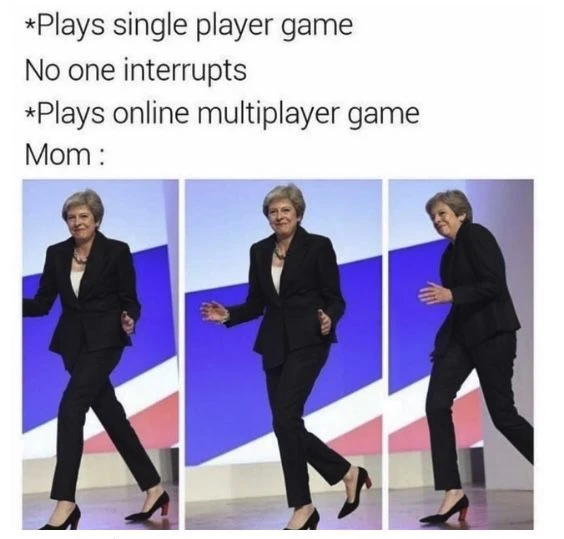 *Plays single player game
No one interrupts
*Plays online multiplayer game
Mom :